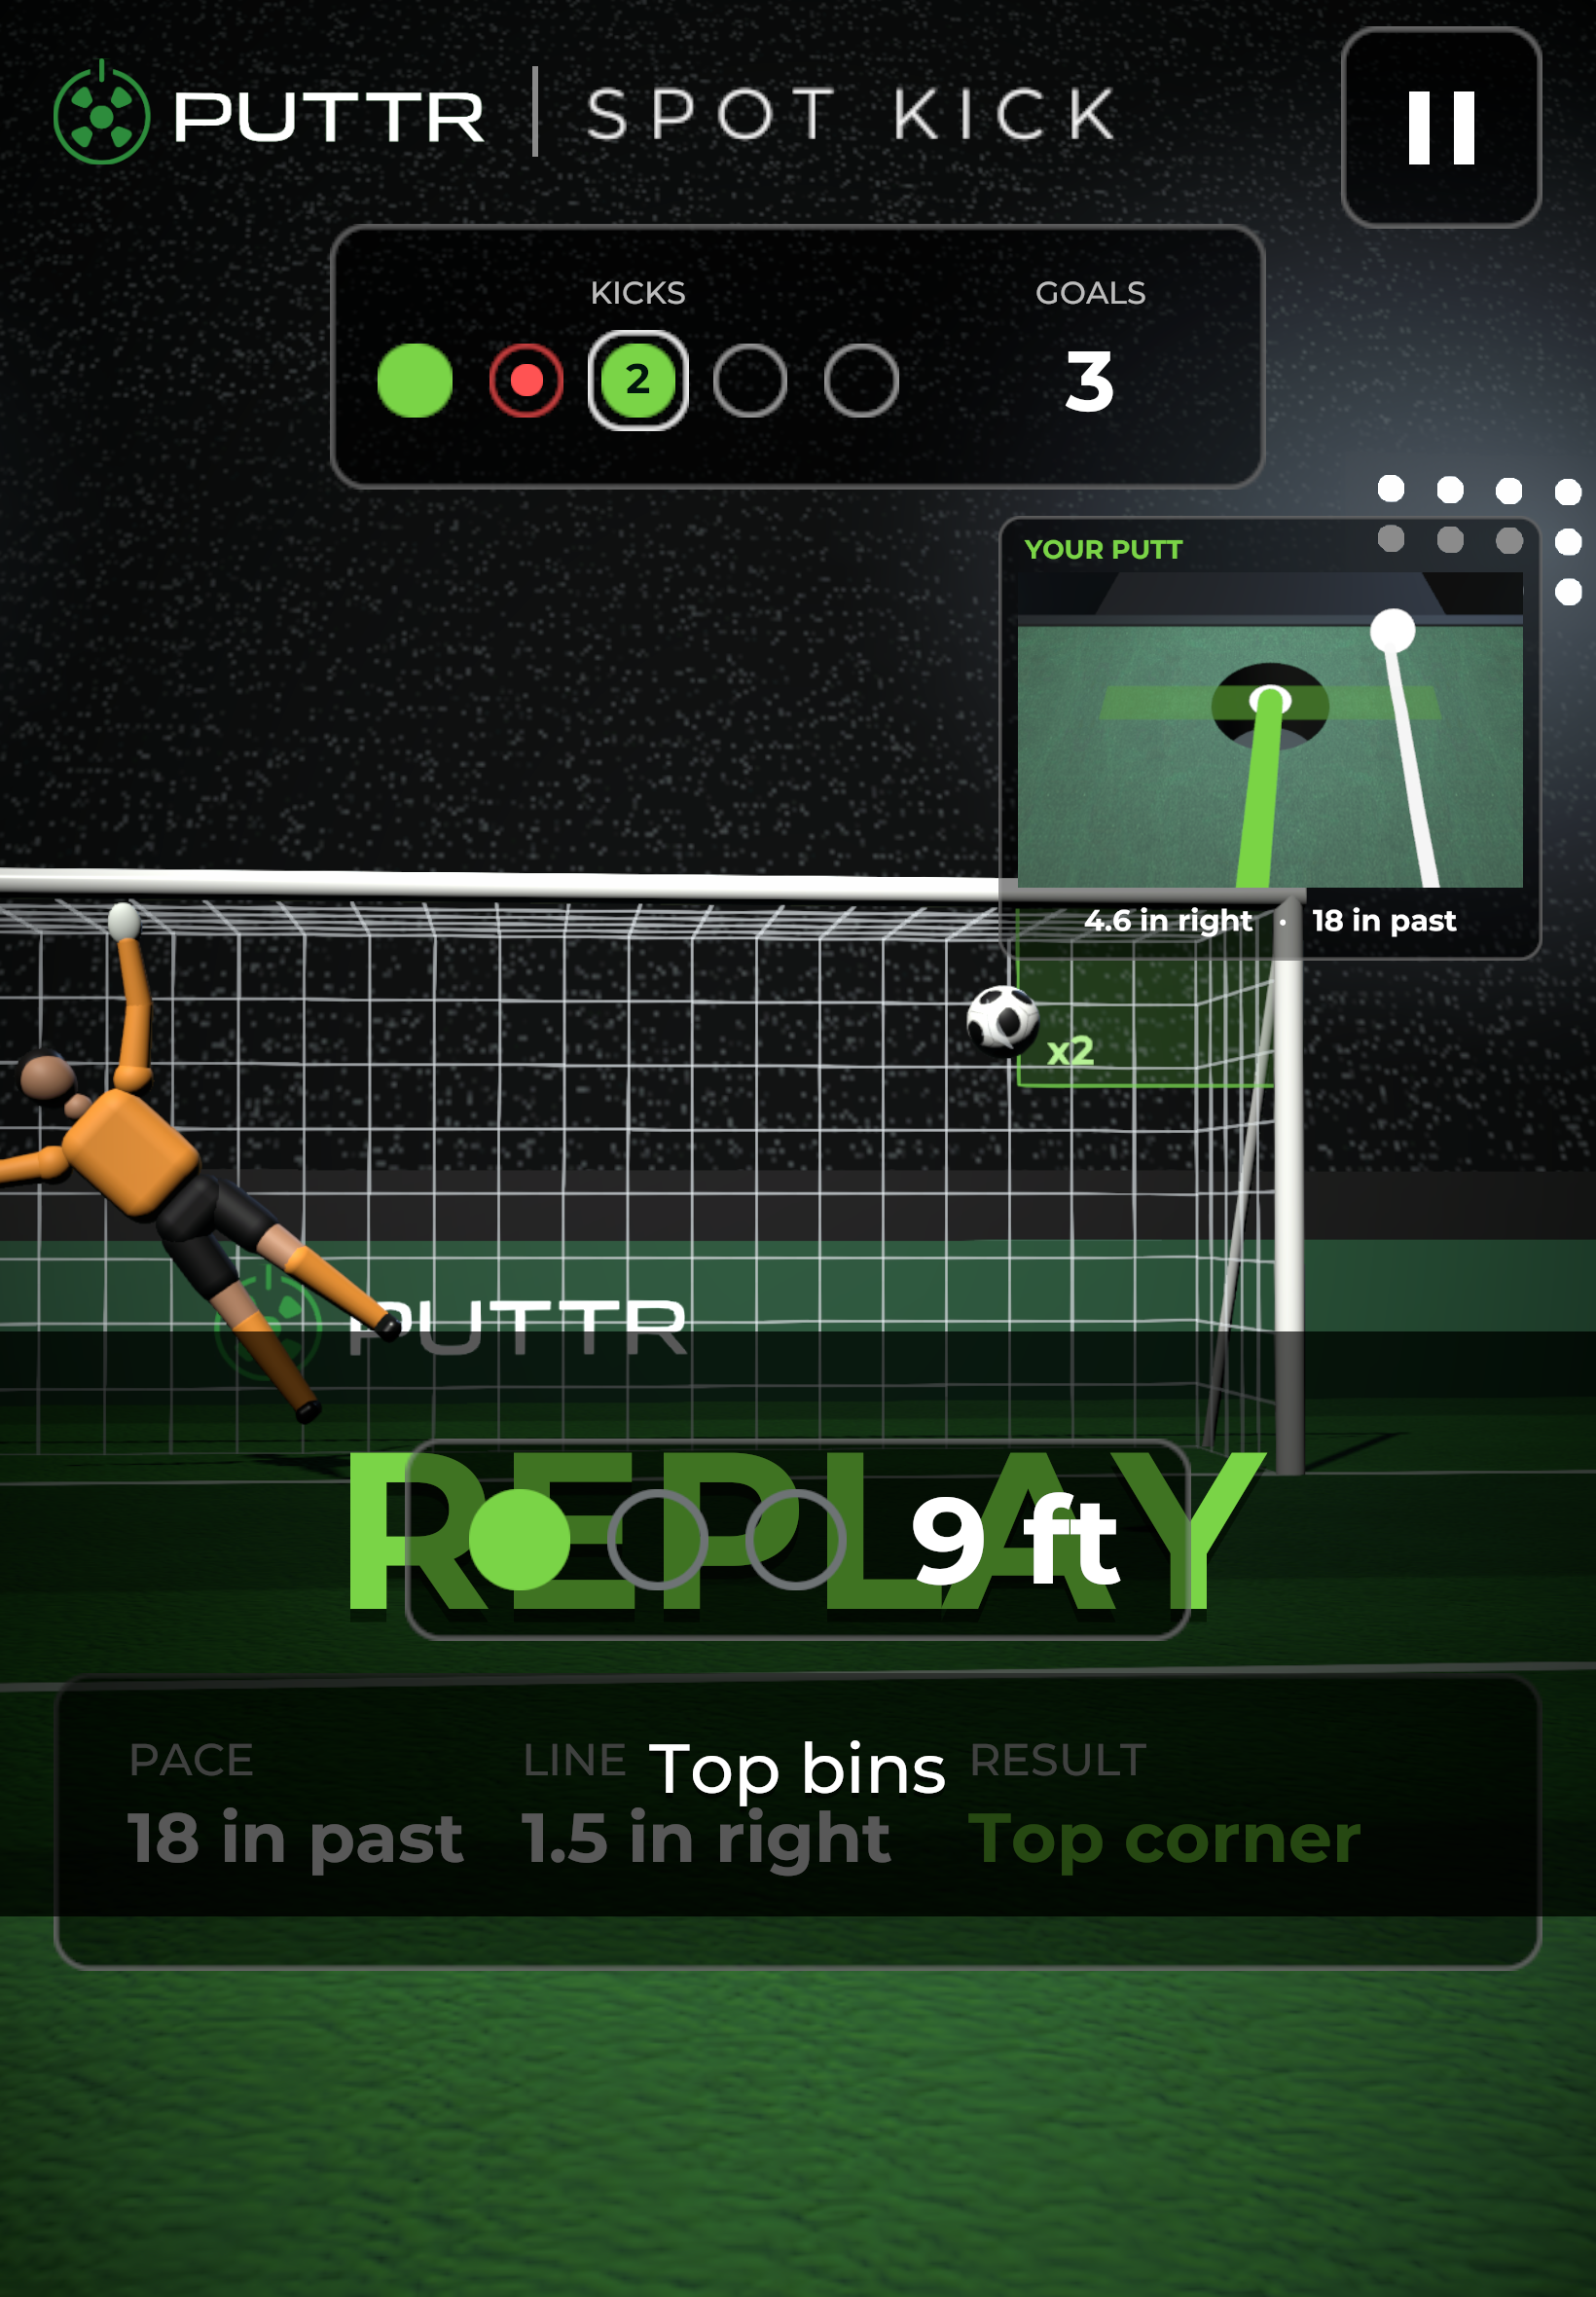 PUTTR | SPOT KICK
KICKS GOALS
2 3
YOUR PUTT
4.6 in right · 18 in past
x2
PUTTR
REPLAY
9 ft
PACE LINE RESULT
Top bins
18 in past 1.5 in right Top corner